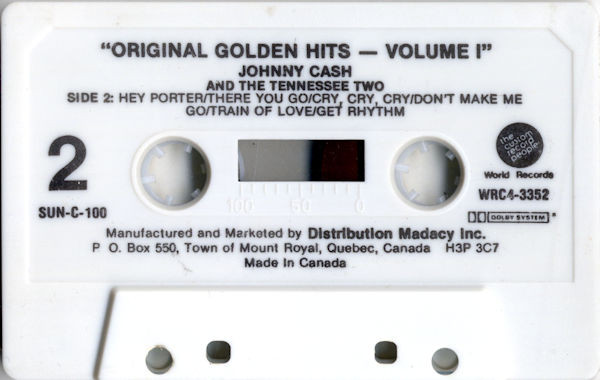 "ORIGINAL GOLDEN HITS — VOLUME I"
JOHNNY CASH
AND THE TENNESSEE TWO
SIDE 2: HEY PORTER/THERE YOU GO/CRY, CRY, CRY/DON'T MAKE ME
GO/TRAIN OF LOVE/GET RHYTHM
2
the
custom
record
people
World Records
SUN-C-100
100 50 0
WRC4-3352
DOLBY SYSTEM
Manufactured and Marketed by Distribution Madacy Inc.
P O. Box 550, Town of Mount Royal, Quebec, Canada H3P 3C7
Made In Canada